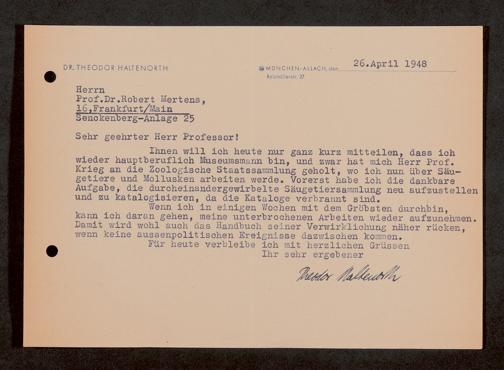 DR. THEODOR HALTENORTH
MÜNCHEN-ALLACH, den 26.April 1948
Herrn
Prof.Dr.Robert Mertens,
16,Frankfurt/Main
Senckenberg-Anlage 25
Sehr geehrter Herr Professor!
Ihnen will ich heute nur ganz kurz mitteilen, dass ich
wieder hauptberuflich Museumsmann bin, und zwar hat mich Herr Prof.
Krieg an die Zoologische Staatssammlung geholt, wo ich nun über Säu-
getiere und Mollusken arbeiten werde. Vorerst habe ich die dankbare
Aufgabe, die durcheinandergewirbelte Säugetiersammlung neu aufzustellen
und zu katalogisieren, da die Kataloge verbrannt sind.
Wenn ich in einigen Wochen mit dem Gröbsten durchbin,
kann ich daran gehen, meine unterbrochenen Arbeiten wieder aufzunehmen.
Damit wird wohl auch das Handbuch seiner Verwirklichung näher rücken,
wenn keine aussenpolitischen Ereignisse dazwischen kommen.
Für heute verbleibe ich mit herzlichen Grüssen
Ihr sehr ergebener
Theodor Haltenorth